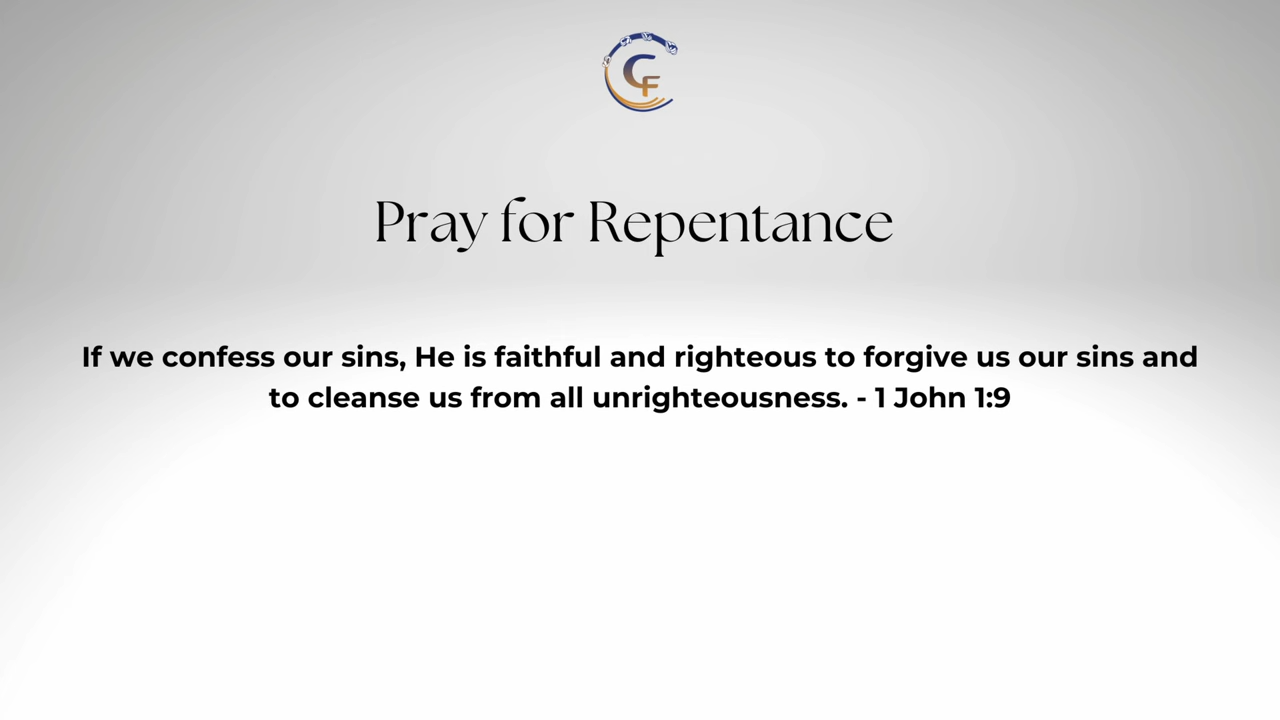 CF
Pray for Repentance
If we confess our sins, He is faithful and righteous to forgive us our sins and
to cleanse us from all unrighteousness. - 1 John 1:9